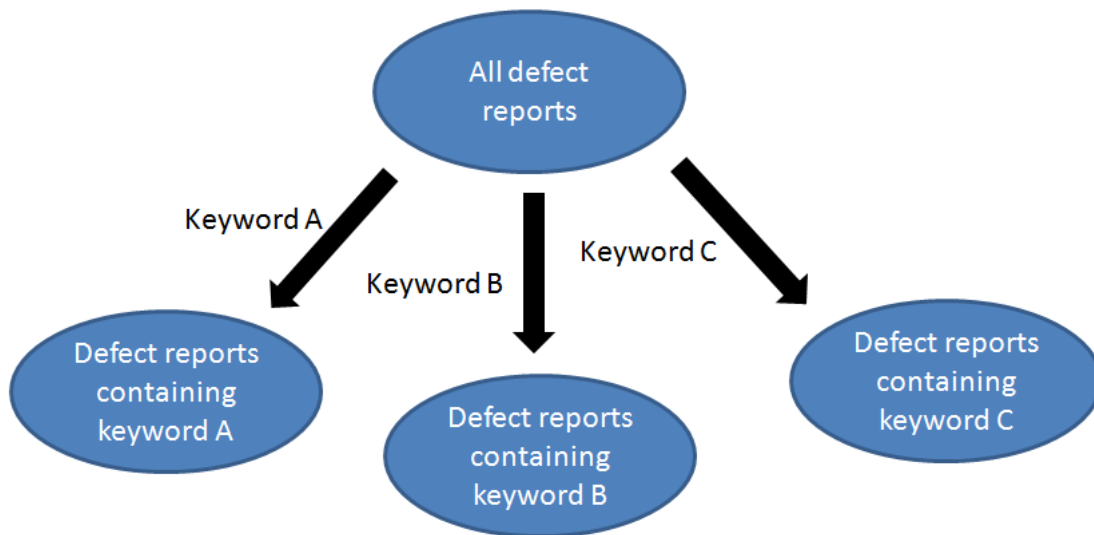 All defect
reports
Keyword A
Keyword B
Keyword C
Defect reports
containing
keyword A
Defect reports
containing
keyword B
Defect reports
containing
keyword C